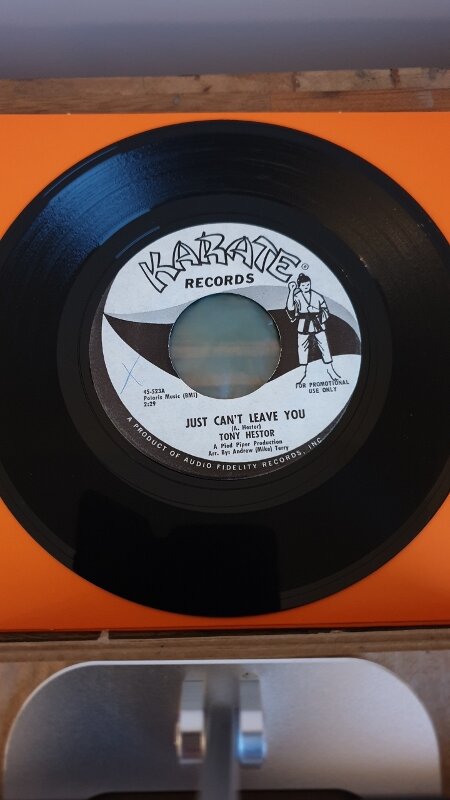 KARATE®
RECORDS
45-523A
Polaris Music (BMI)
2:29
FOR PROMOTIONAL
USE ONLY
JUST CAN'T LEAVE YOU
(A. Hestor)
TONY HESTOR
A Pied Piper Production
Arr. By: Andrew (Mike) Terry
A PRODUCT OF AUDIO FIDELITY RECORDS, INC.